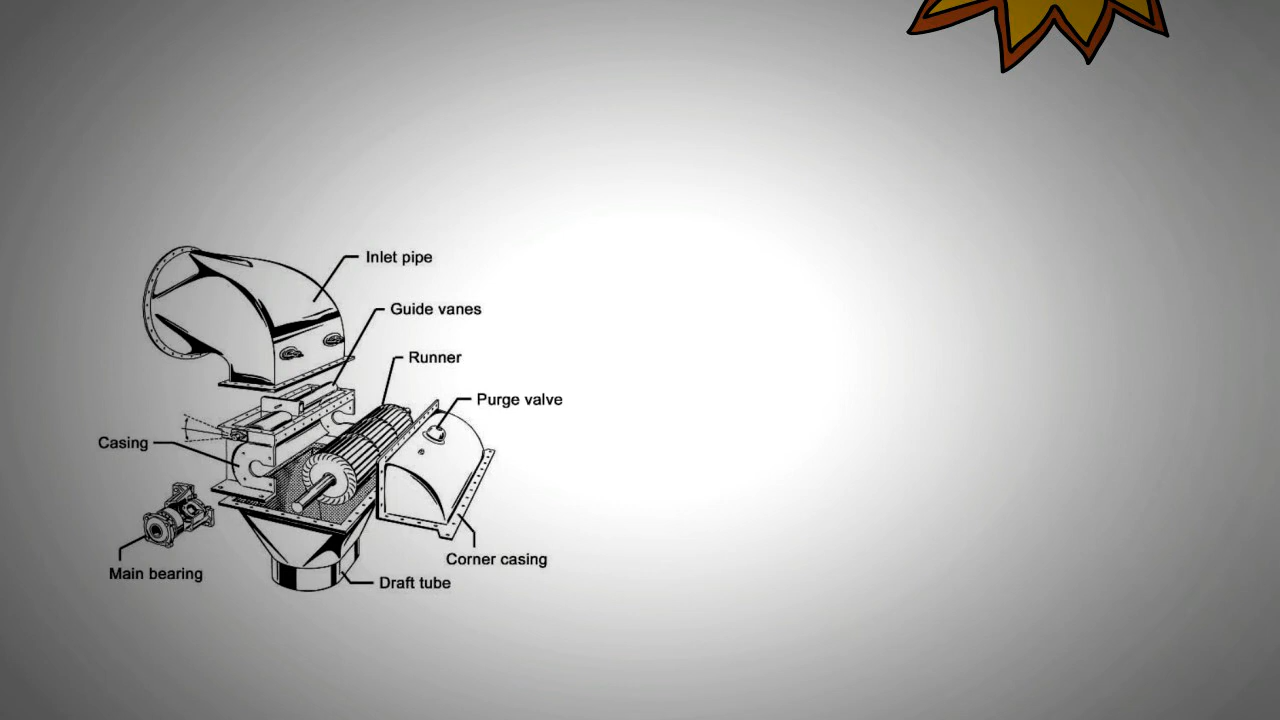 Inlet pipe
Guide vanes
Runner
Purge valve
Casing
Corner casing
Main bearing
Draft tube